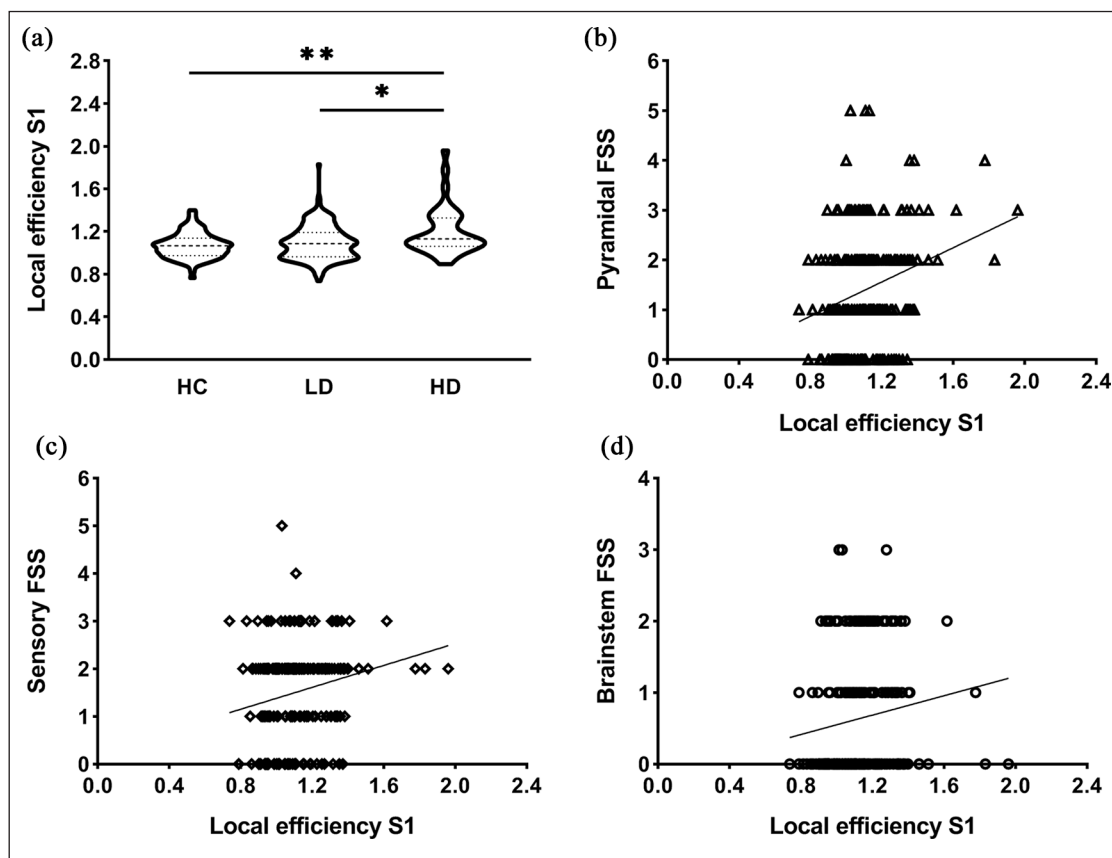 (a)
Local efficiency S1
2.8
2.4
2.0
1.6
1.2
0.8
0.4
0.0
**
*
HC LD HD
(b)
Pyramidal FSS
6
5
4
3
2
1
0
0.0 0.4 0.8 1.2 1.6 2.0 2.4
Local efficiency S1
(c)
Sensory FSS
6
5
4
3
2
1
0
0.0 0.4 0.8 1.2 1.6 2.0 2.4
Local efficiency S1
(d)
Brainstem FSS
4
3
2
1
0
0.0 0.4 0.8 1.2 1.6 2.0 2.4
Local efficiency S1